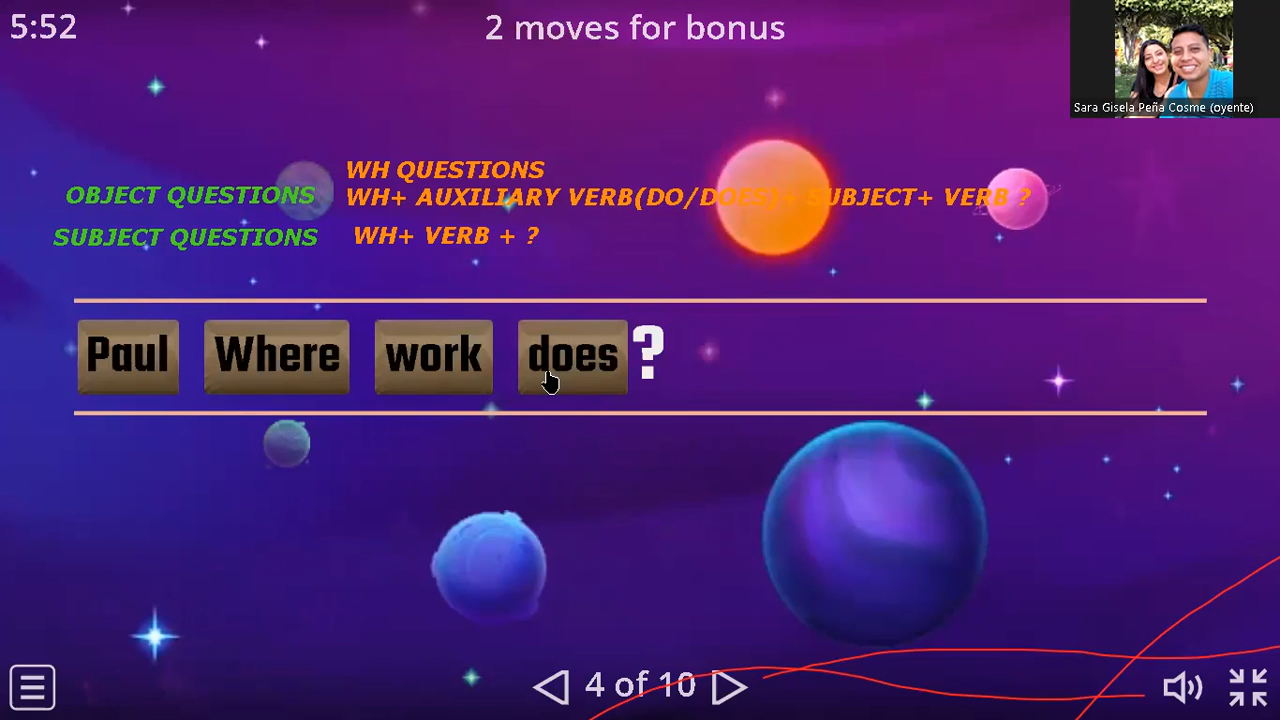 5:52
2 moves for bonus
Sara Gisela Peña Cosme (oyente)
WH QUESTIONS
OBJECT QUESTIONS WH+ AUXILIARY VERB(DO/DOES)+ SUBJECT+ VERB ?
SUBJECT QUESTIONS WH+ VERB + ?
Paul Where work does ?
4 of 10